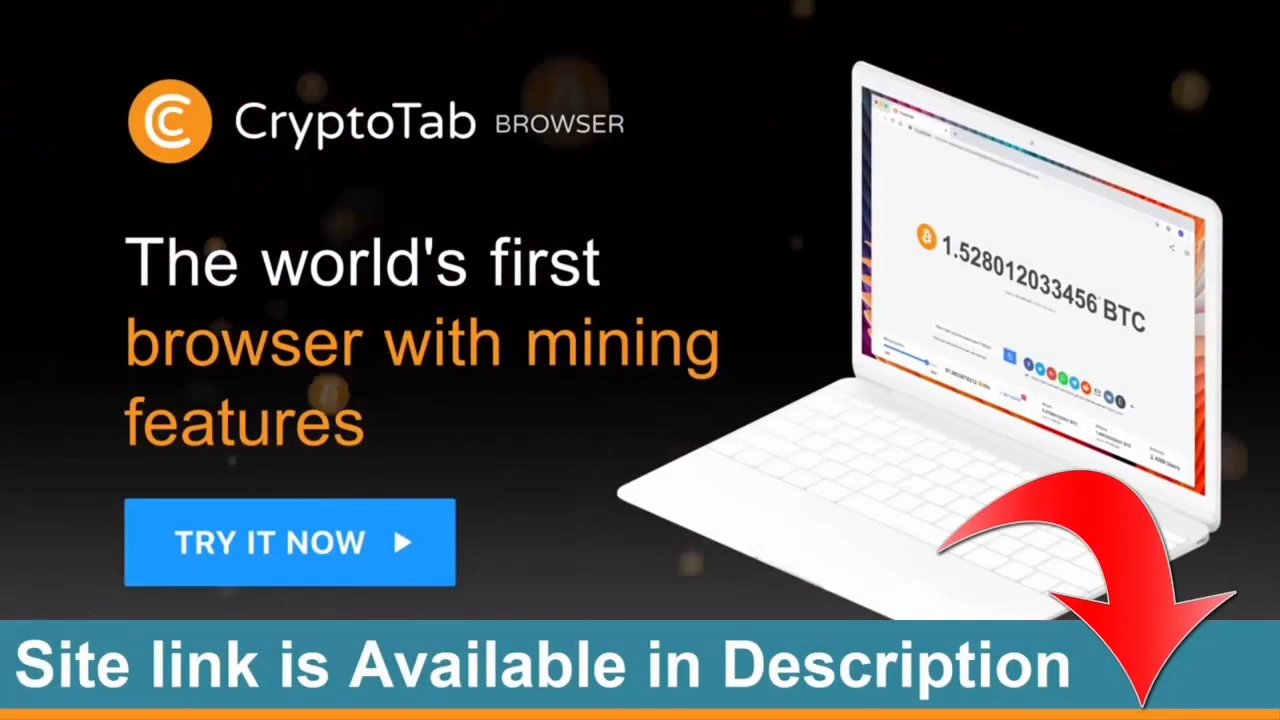 CryptoTab BROWSER
The world's first
browser with mining
features
TRY IT NOW
1.528012033456 BTC
Site link is Available in Description